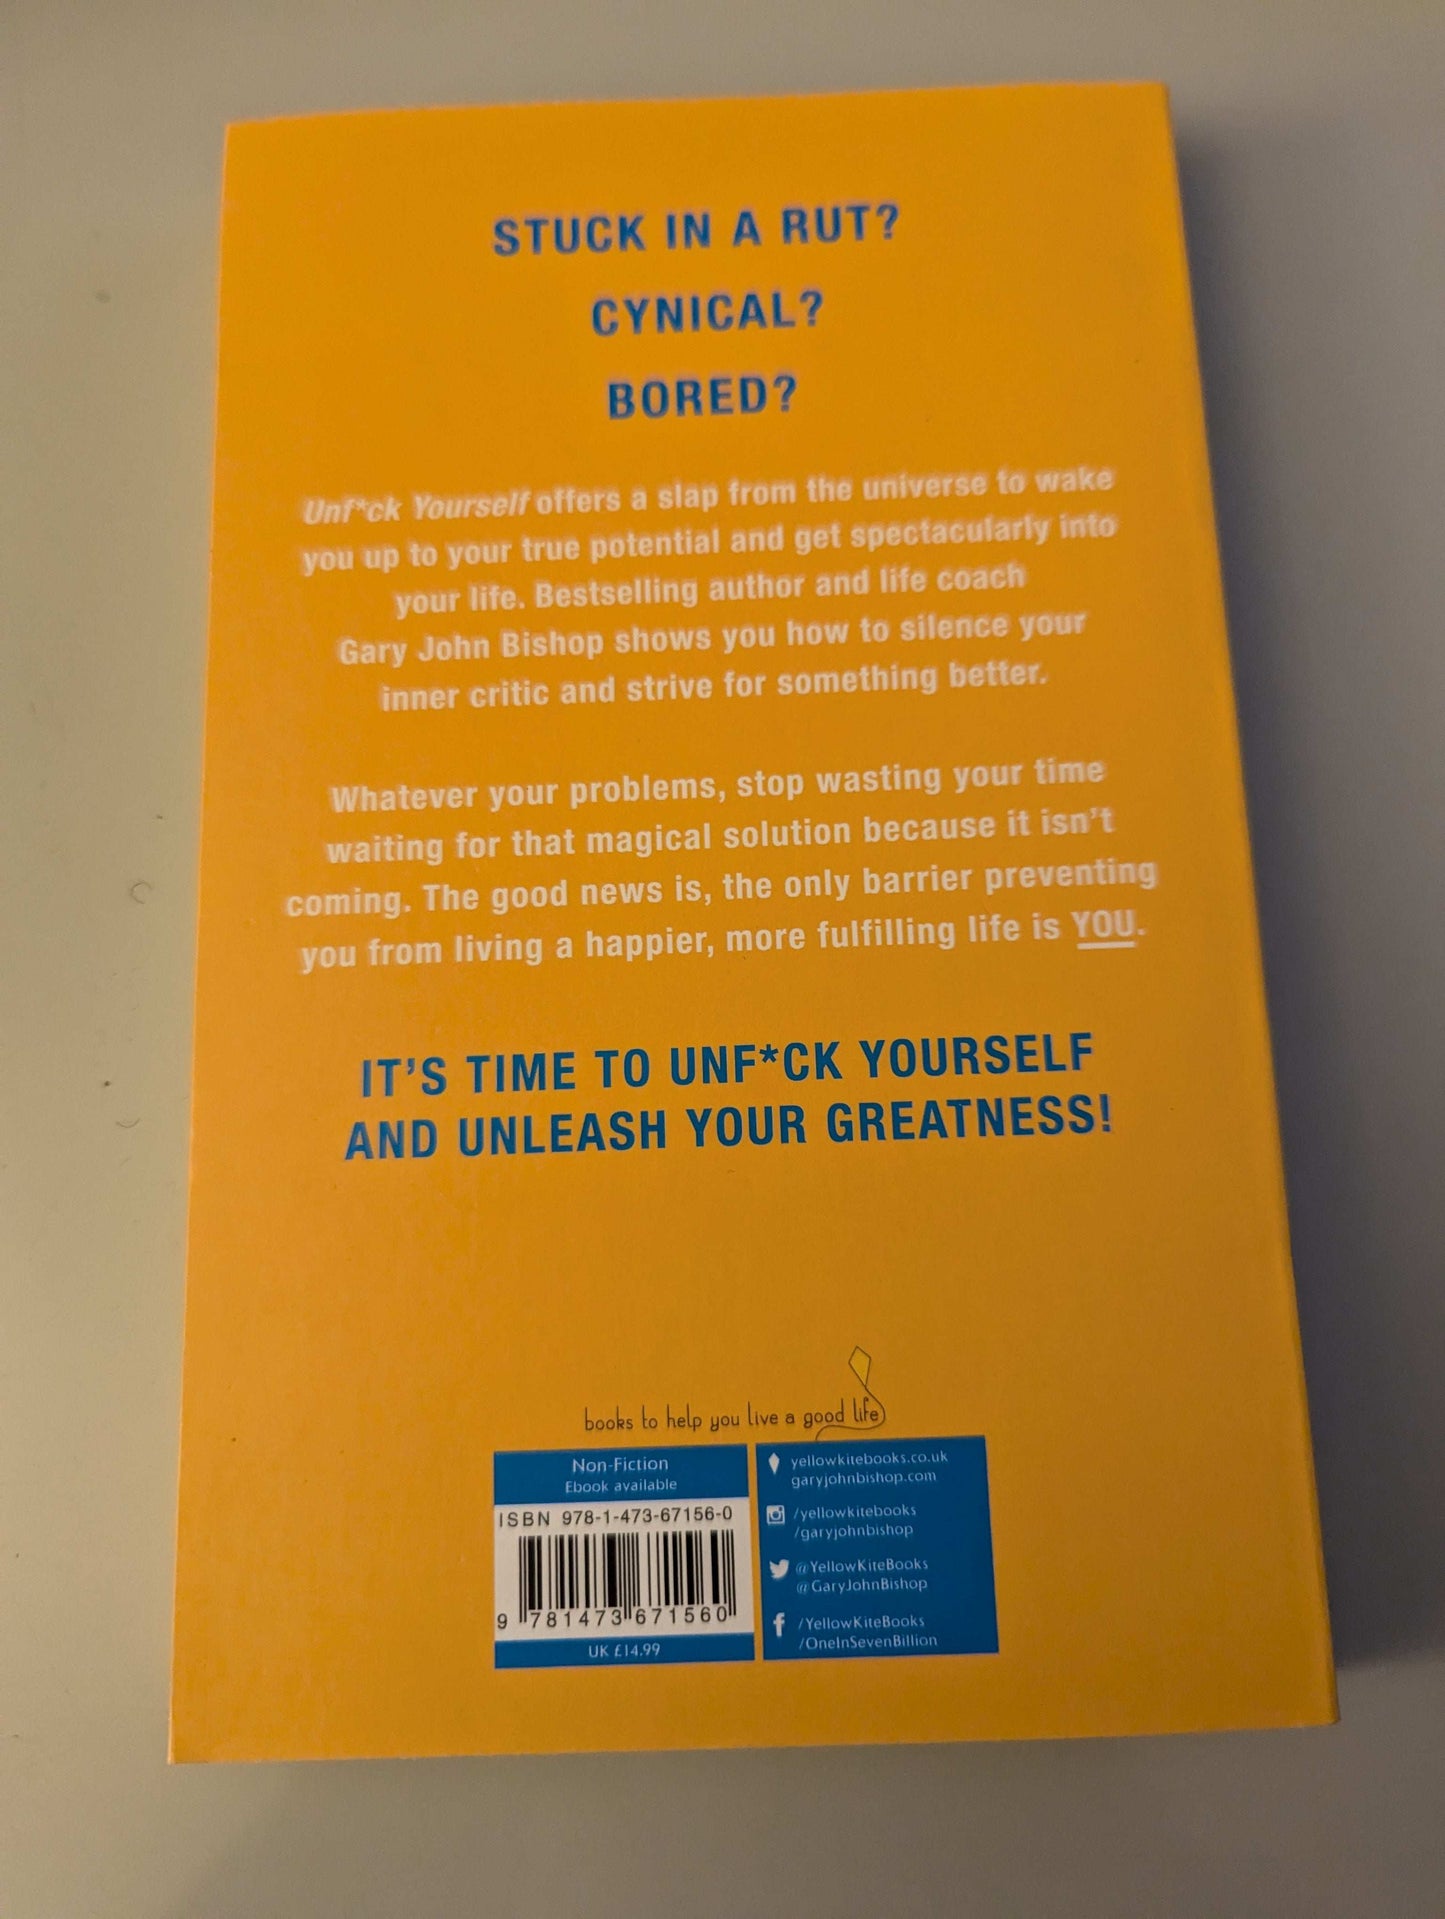 STUCK IN A RUT?
CYNICAL?
BORED?
Unf*ck Yourself offers a slap from the universe to wake
you up to your true potential and get spectacularly into
your life. Bestselling author and life coach
Gary John Bishop shows you how to silence your
inner critic and strive for something better.
Whatever your problems, stop wasting your time
waiting for that magical solution because it isn't
coming. The good news is, the only barrier preventing
you from living a happier, more fulfilling life is YOU.
IT'S TIME TO UNF*CK YOURSELF
AND UNLEASH YOUR GREATNESS!
books to help you live a good life
Non-Fiction
Ebook available
ISBN 978-1-473-67156-0
9 781473 671560
UK £14.99
yellowkitebooks.co.uk
garyjohnbishop.com
/yellowkitebooks
/garyjohnbishop
@YellowKiteBooks
@GaryJohnBishop
/YellowKiteBooks
/OneInSevenBillion